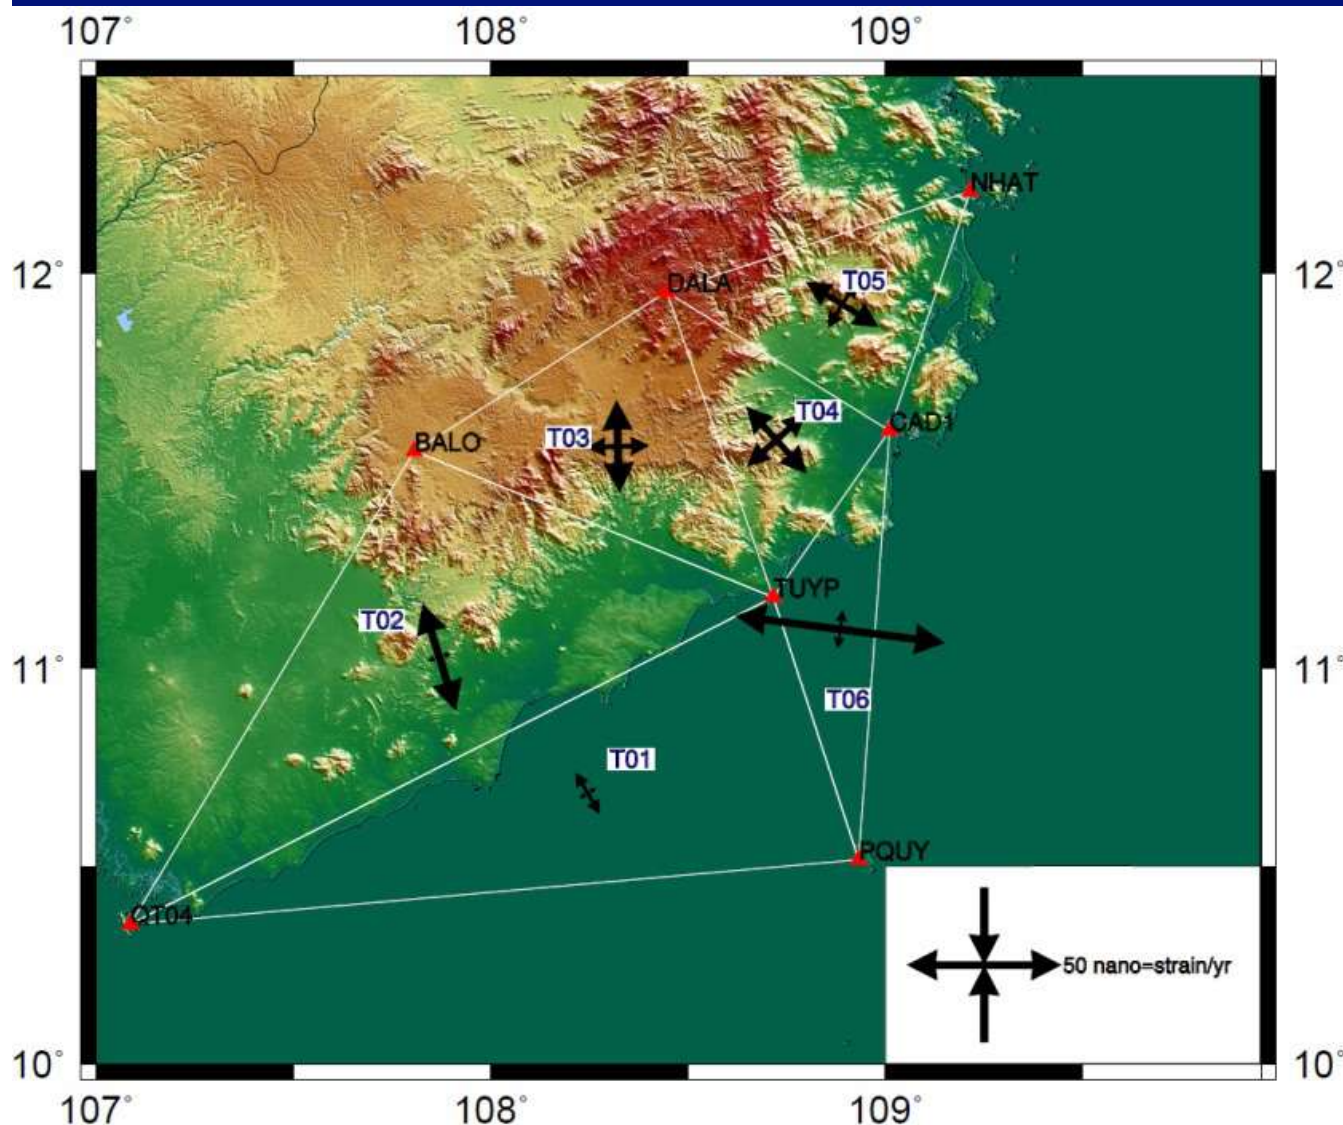 107° 108° 109°
NHAT
12° 12°
DALA T05
T04
CAD1
T03
BALO
TUYP
T02
11° 11°
T06
T01
PQUY
QT04
50 nano=strain/yr
10° 10°
107° 108° 109°